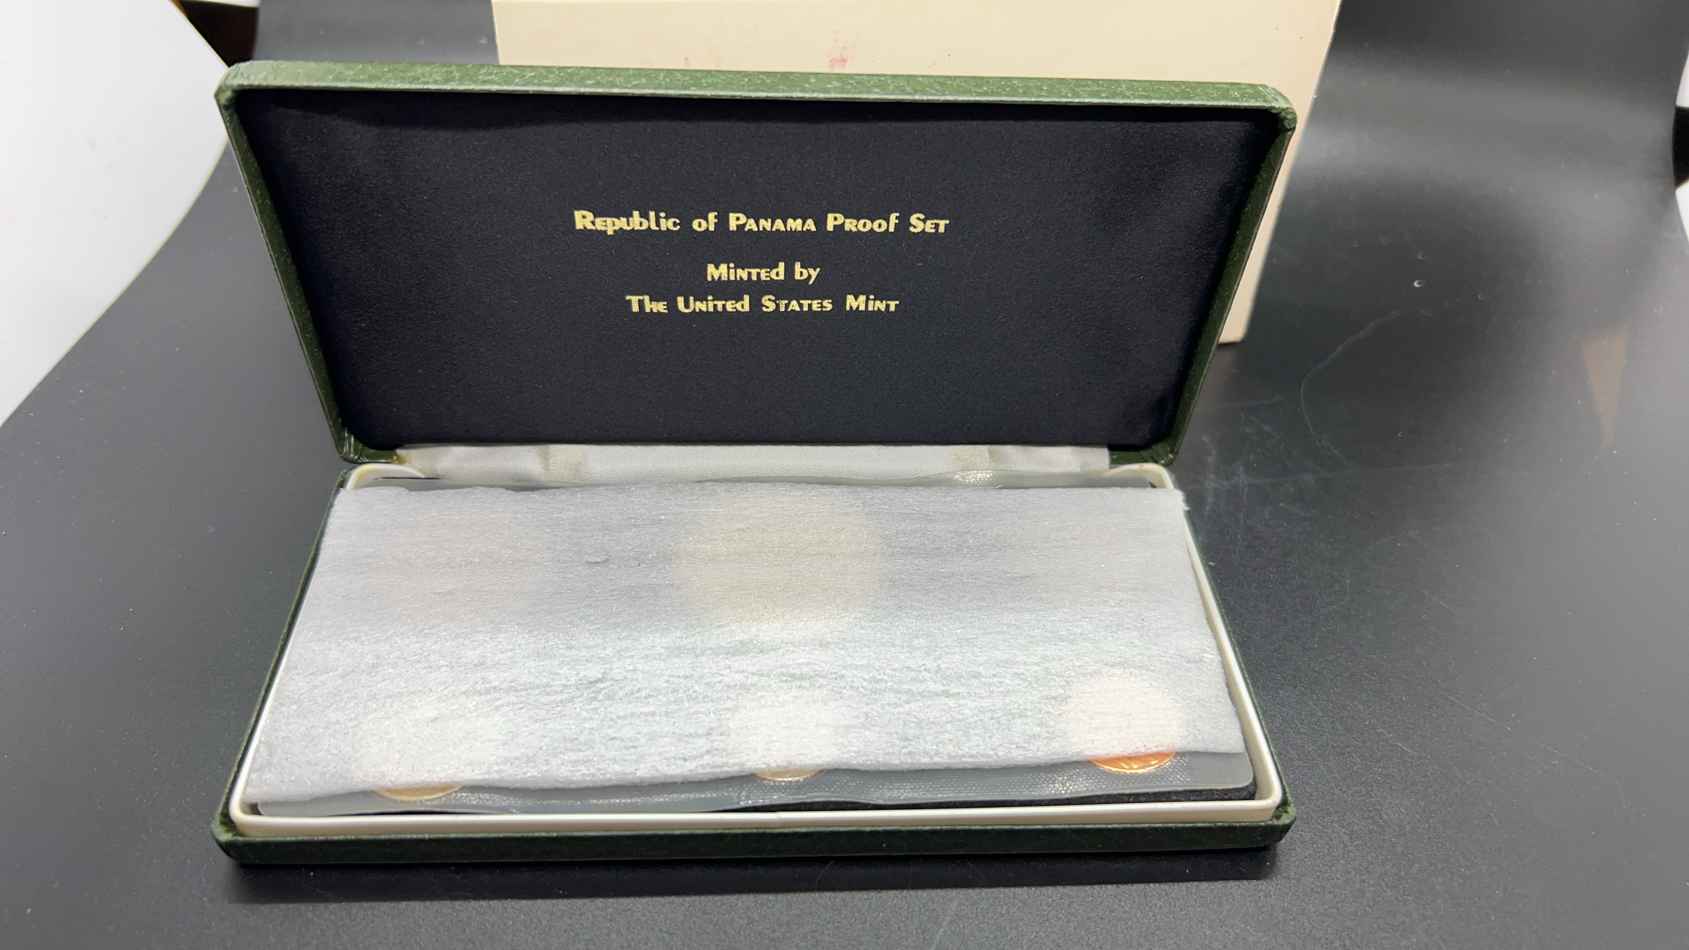 Republic of Panama Proof Set
Minted by
The United States Mint